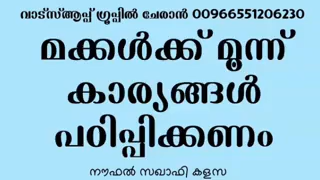 വാട്സ്ആപ്പ് ഗ്രൂപ്പിൽ ചേരാൻ 00966551206230
മക്കൾക്ക് മൂന്ന്
കാര്യങ്ങൾ
പഠിപ്പിക്കണം
നൗഫൽ സഖാഫി കളസ